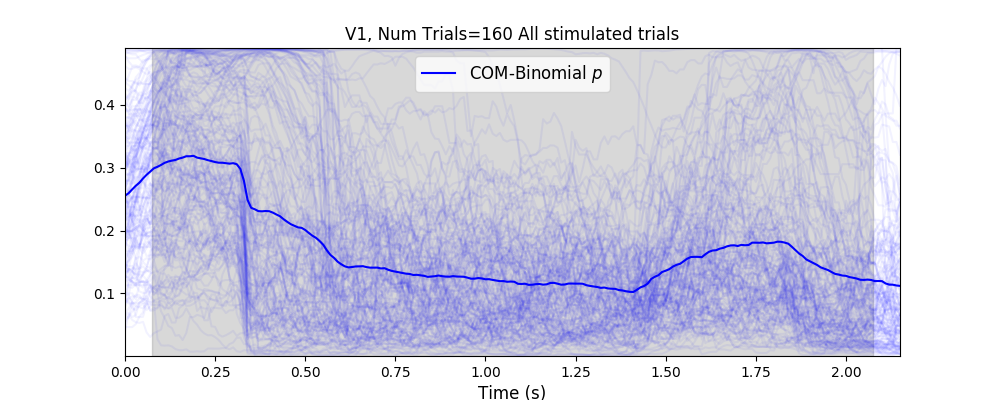 V1, Num Trials=160 All stimulated trials
COM-Binomial p
0.4
0.3
0.2
0.1
0.00 0.25 0.50 0.75 1.00 1.25 1.50 1.75 2.00
Time (s)